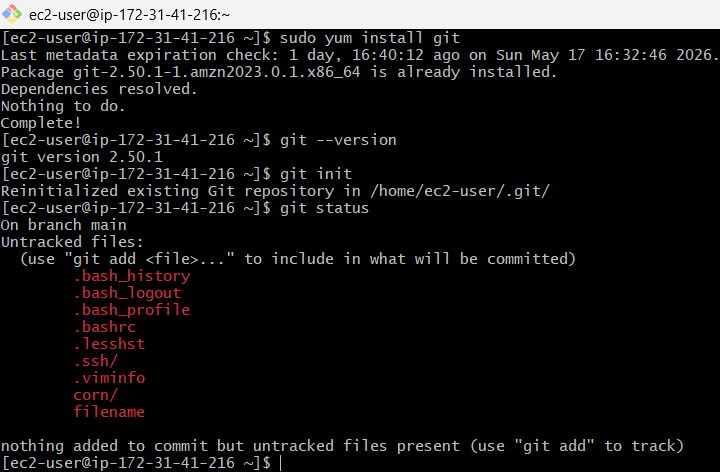 ec2-user@ip-172-31-41-216:~
[ec2-user@ip-172-31-41-216 ~]$ sudo yum install git
Last metadata expiration check: 1 day, 16:40:12 ago on Sun May 17 16:32:46 2026.
Package git-2.50.1-1.amzn2023.0.1.x86_64 is already installed.
Dependencies resolved.
Nothing to do.
Complete!
[ec2-user@ip-172-31-41-216 ~]$ git --version
git version 2.50.1
[ec2-user@ip-172-31-41-216 ~]$ git init
Reinitialized existing Git repository in /home/ec2-user/.git/
[ec2-user@ip-172-31-41-216 ~]$ git status
On branch main
Untracked files:
  (use "git add <file>..." to include in what will be committed)
        .bash_history
        .bash_logout
        .bash_profile
        .bashrc
        .lesshst
        .ssh/
        .viminfo
        corn/
        filename

nothing added to commit but untracked files present (use "git add" to track)
[ec2-user@ip-172-31-41-216 ~]$